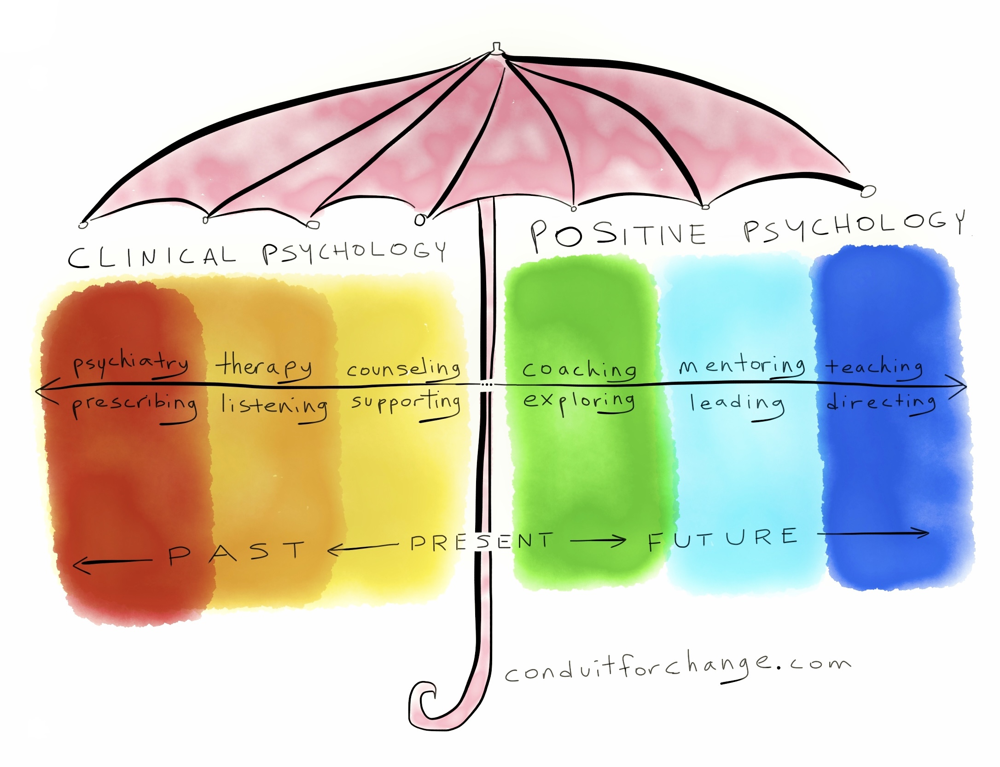 CLINICAL PSYCHOLOGY
POSITIVE PSYCHOLOGY
psychiatry therapy counseling coaching mentoring teaching
prescribing listening supporting exploring leading directing
PAST PRESENT FUTURE
conduitforchange.com